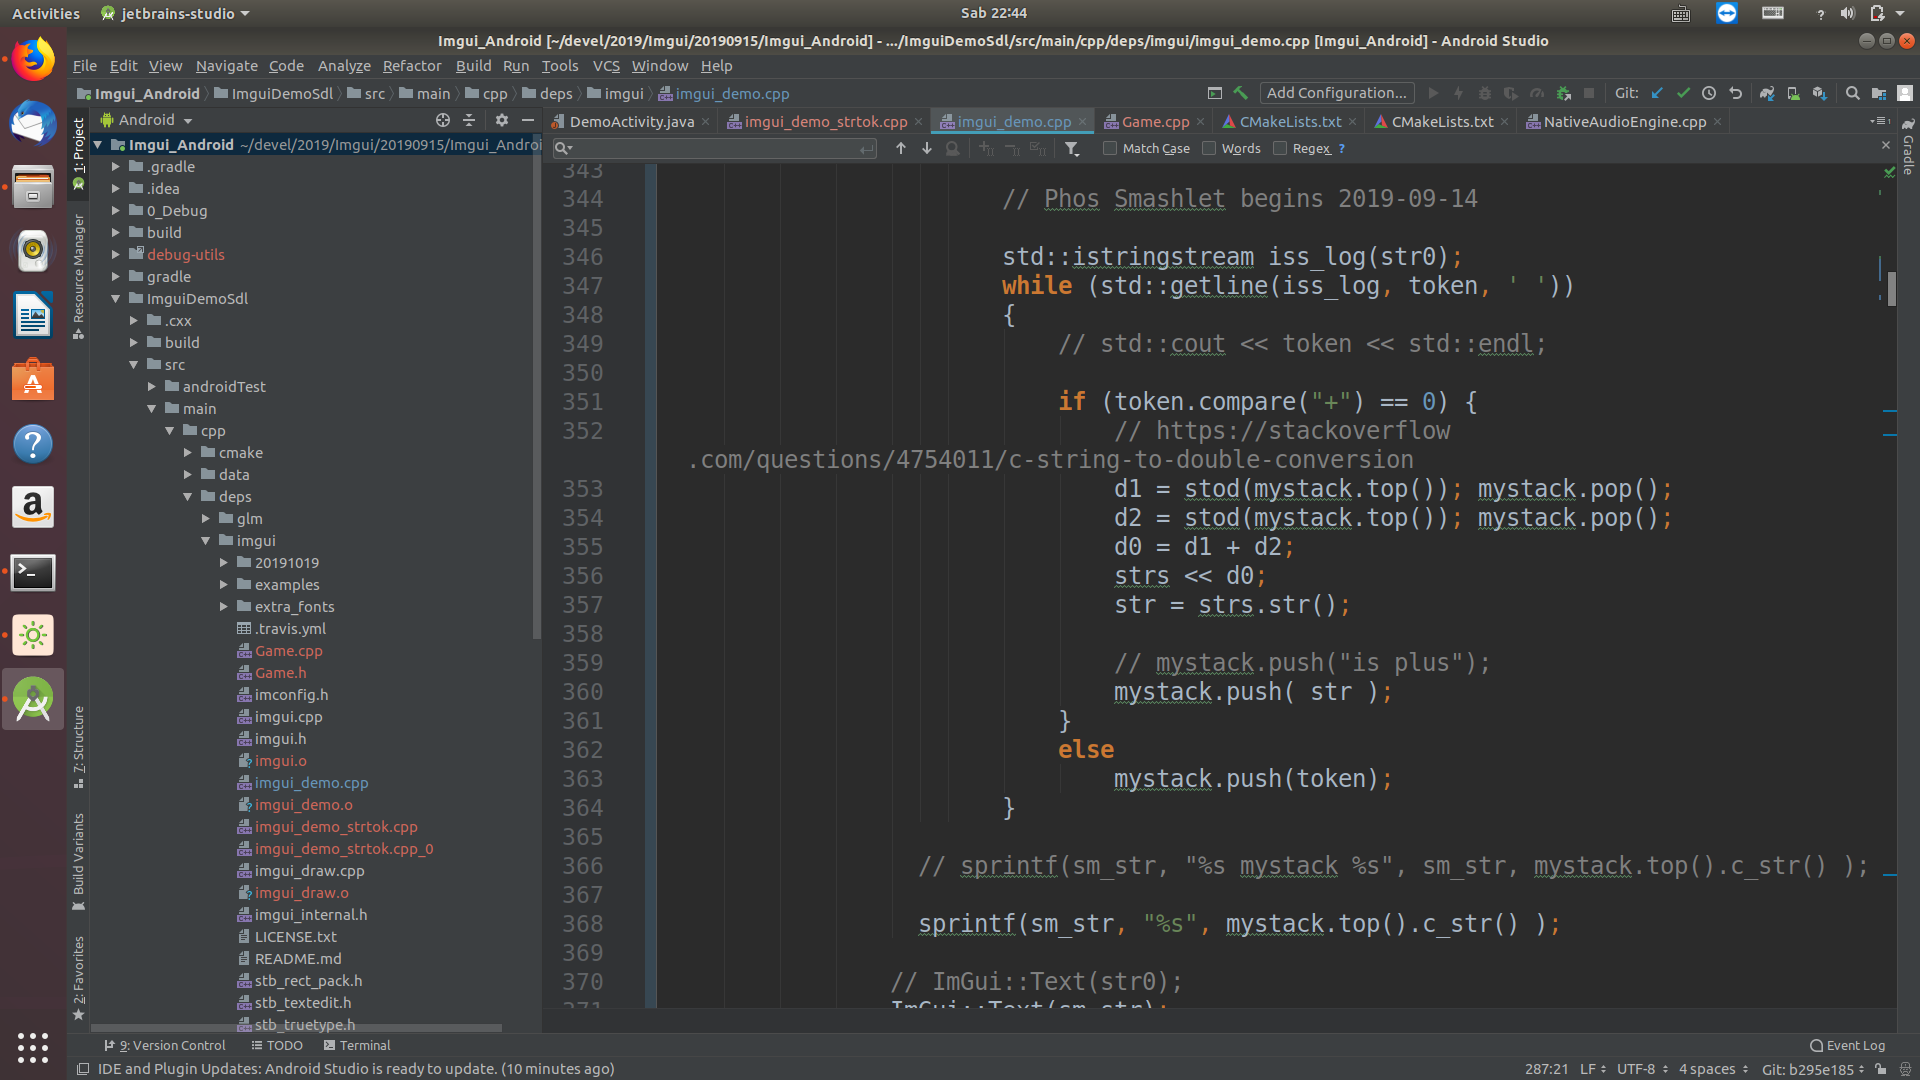 Activities jetbrains-studio Sab 22:44 ?
Imgui_Android [~/devel/2019/Imgui/20190915/Imgui_Android] - .../ImguiDemoSdl/src/main/cpp/deps/imgui/imgui_demo.cpp [Imgui_Android] - Android Studio
File Edit View Navigate Code Analyze Refactor Build Run Tools VCS Window Help
Imgui_Android ImguiDemoSdl src main cpp deps imgui imgui_demo.cpp Add Configuration... Git:
Android DemoActivity.java imgui_demo_strtok.cpp imgui_demo.cpp Game.cpp CMakeLists.txt CMakeLists.txt NativeAudioEngine.cpp
Match Case Words Regex ?
1: Project
Resource Manager
7: Structure
Build Variants
2: Favorites
Gradle
Imgui_Android ~/devel/2019/Imgui/20190915/Imgui_Androi
.gradle
.idea
0_Debug
build
debug-utils
gradle
ImguiDemoSdl
.cxx
build
src
androidTest
main
cpp
cmake
data
deps
glm
imgui
20191019
examples
extra_fonts
.travis.yml
Game.cpp
Game.h
imconfig.h
imgui.cpp
imgui.h
imgui.o
imgui_demo.cpp
imgui_demo.o
imgui_demo_strtok.cpp
imgui_demo_strtok.cpp_0
imgui_draw.cpp
imgui_draw.o
imgui_internal.h
LICENSE.txt
README.md
stb_rect_pack.h
stb_textedit.h
stb_truetype.h
343
344 // Phos Smashlet begins 2019-09-14
345
346 std::istringstream iss_log(str0);
347 while (std::getline(iss_log, token, ' '))
348 {
349 // std::cout << token << std::endl;
350
351 if (token.compare("+") == 0) {
352 // https://stackoverflow
.com/questions/4754011/c-string-to-double-conversion
353 d1 = stod(mystack.top()); mystack.pop();
354 d2 = stod(mystack.top()); mystack.pop();
355 d0 = d1 + d2;
356 strs << d0;
357 str = strs.str();
358
359 // mystack.push("is plus");
360 mystack.push( str );
361 }
362 else
363 mystack.push(token);
364 }
365
366 // sprintf(sm_str, "%s mystack %s", sm_str, mystack.top().c_str() );
367
368 sprintf(sm_str, "%s", mystack.top().c_str() );
369
370 // ImGui::Text(str0);
371 ImGui::Text(sm_str);
9: Version Control TODO Terminal Event Log
IDE and Plugin Updates: Android Studio is ready to update. (10 minutes ago) 287:21 LF UTF-8 4 spaces Git: b295e185